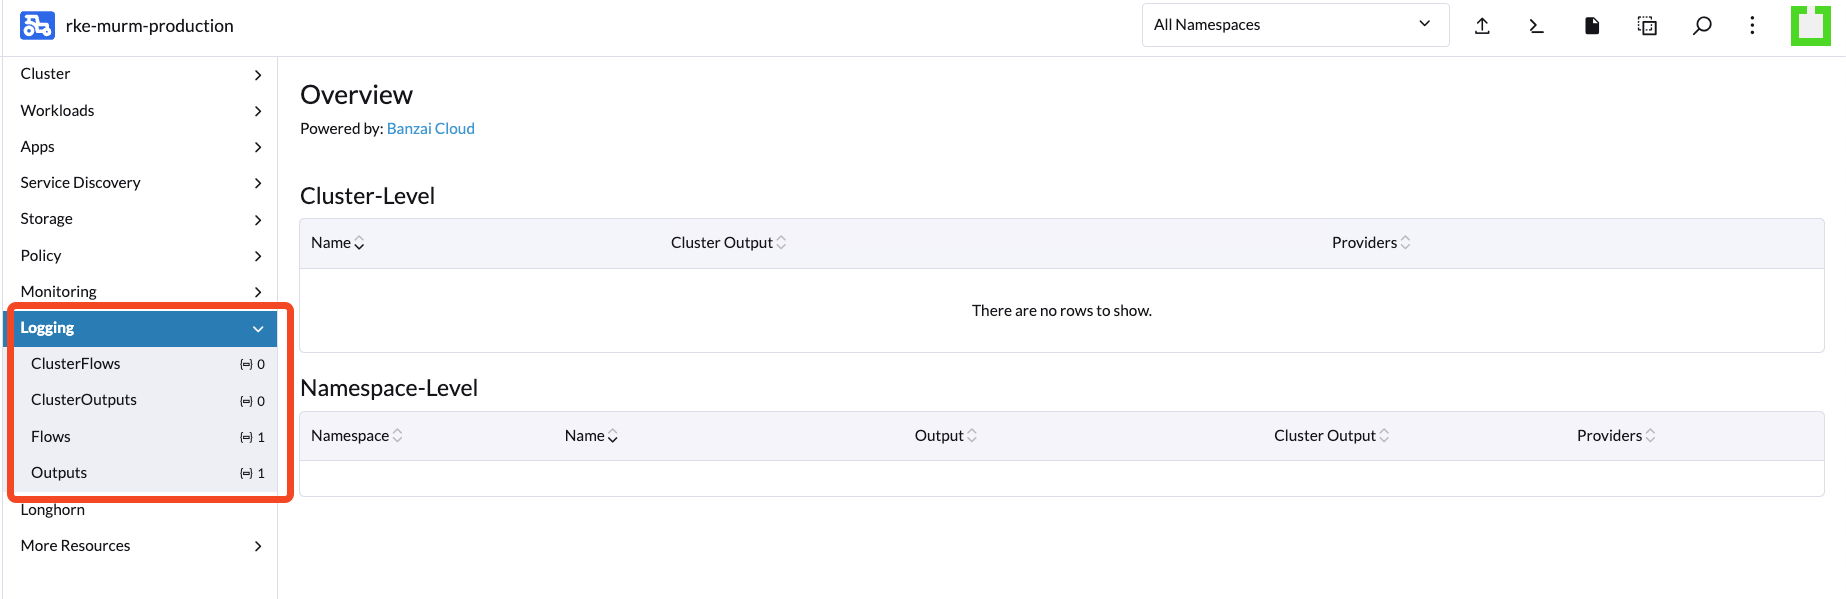 rke-murm-production
All Namespaces
Cluster
Workloads
Apps
Service Discovery
Storage
Policy
Monitoring
Logging
ClusterFlows 0
ClusterOutputs 0
Flows 1
Outputs 1
Longhorn
More Resources
Overview
Powered by: Banzai Cloud
Cluster-Level
Name Cluster Output Providers
There are no rows to show.
Namespace-Level
Namespace Name Output Cluster Output Providers